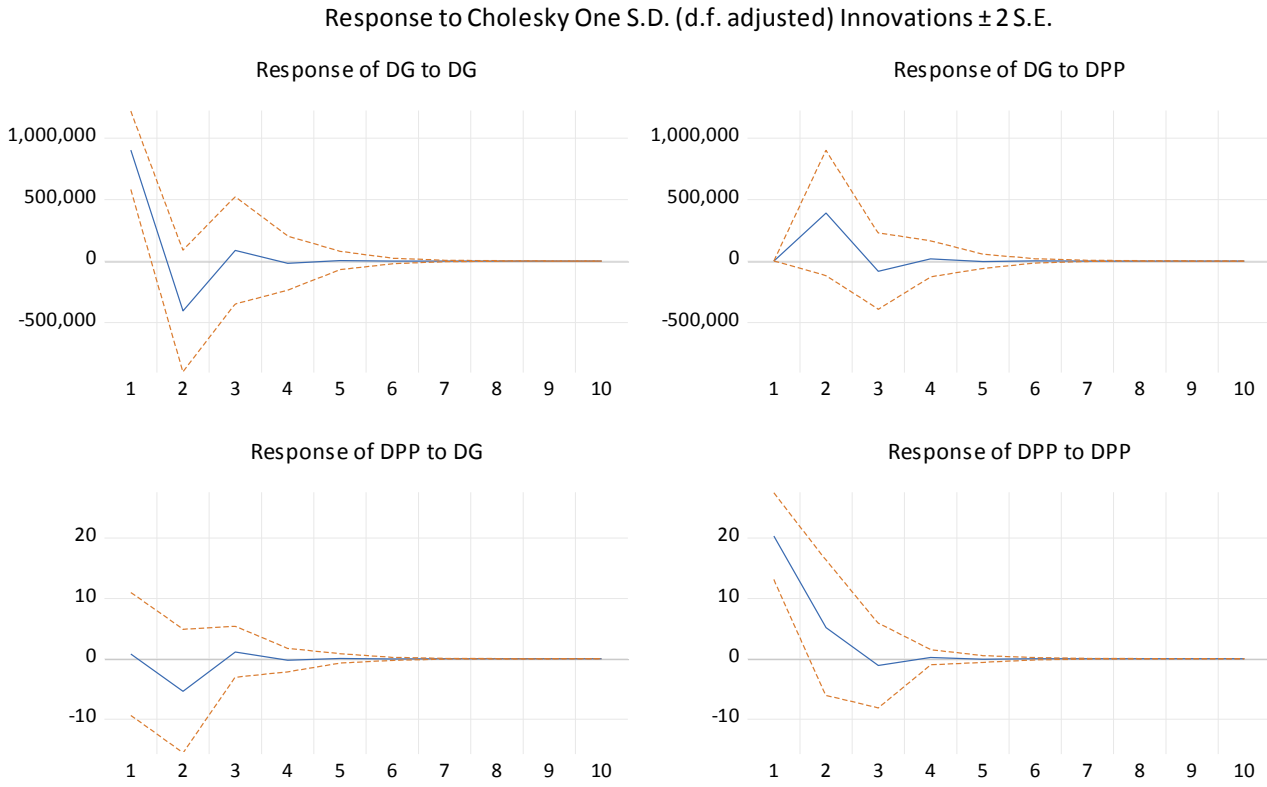 Response to Cholesky One S.D. (d.f. adjusted) Innovations ± 2 S.E.
Response of DG to DG
1,000,000
500,000
0
-500,000
1 2 3 4 5 6 7 8 9 10
Response of DG to DPP
1,000,000
500,000
0
-500,000
1 2 3 4 5 6 7 8 9 10
Response of DPP to DG
20
10
0
-10
1 2 3 4 5 6 7 8 9 10
Response of DPP to DPP
20
10
0
-10
1 2 3 4 5 6 7 8 9 10